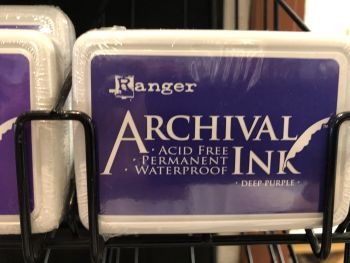 Ranger
ARCHIVAL
· ACID FREE
· PERMANENT
· WATERPROOF
INK
· DEEP PURPLE ·